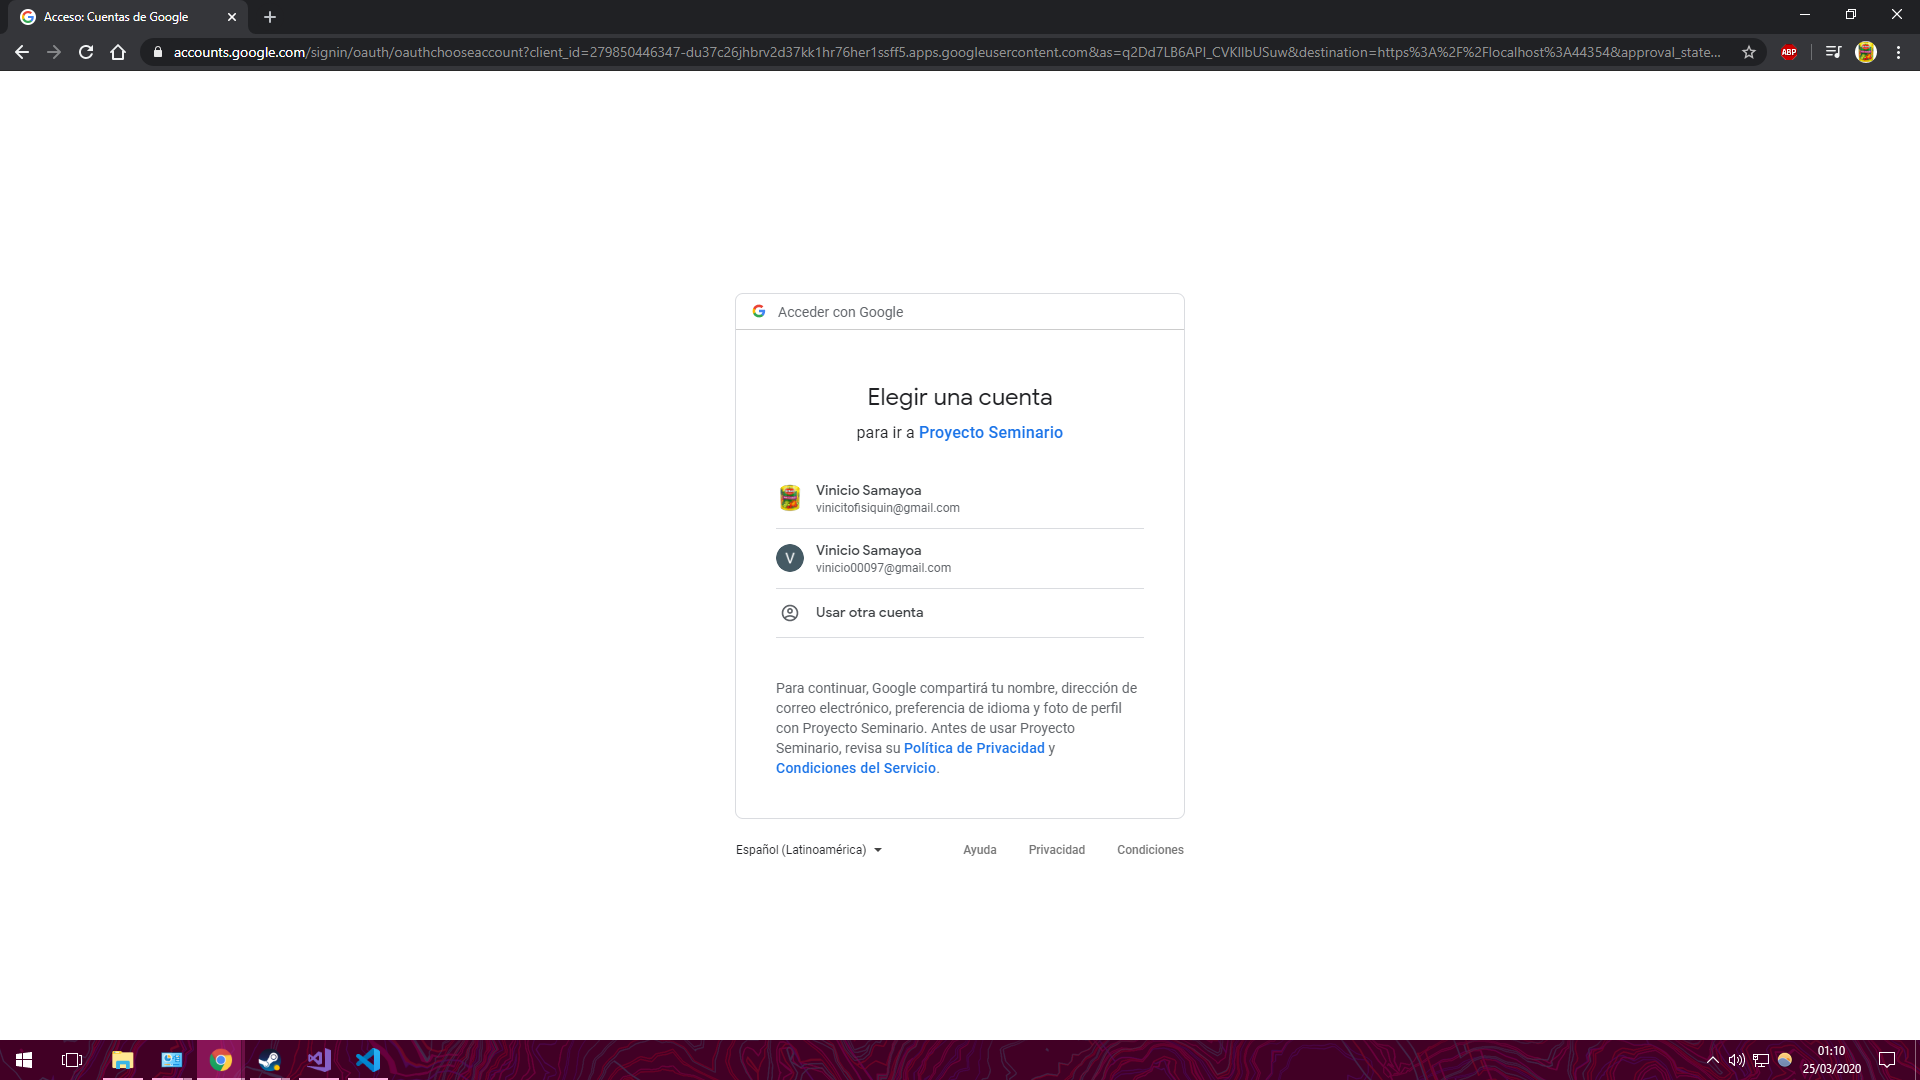 Acceso: Cuentas de Google
accounts.google.com/signin/oauth/oauthchooseaccount?client_id=279850446347-du37c26jhbrv2d37kk1hr76her1ssff5.apps.googleusercontent.com&as=q2Dd7LB6API_CVKIIbUSuw&destination=https%3A%2F%2Flocalhost%3A44354&approval_state...
ABP
Acceder con Google
Elegir una cuenta
para ir a Proyecto Seminario
Vinicio Samayoa
vinicitofisiquin@gmail.com
V
Vinicio Samayoa
vinicio00097@gmail.com
Usar otra cuenta
Para continuar, Google compartirá tu nombre, dirección de
correo electrónico, preferencia de idioma y foto de perfil
con Proyecto Seminario. Antes de usar Proyecto
Seminario, revisa su Política de Privacidad y
Condiciones del Servicio.
Español (Latinoamérica)
Ayuda
Privacidad
Condiciones
01:10
25/03/2020